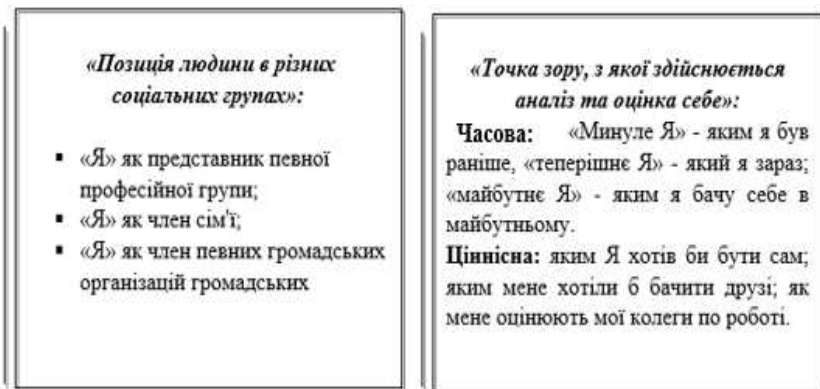 «Позиція людини в різних
соціальних групах»:
▪ «Я» як представник певної
професійної групи;
▪ «Я» як член сім'ї;
▪ «Я» як член певних громадських
організацій громадських
«Точка зору, з якої здійснюється
аналіз та оцінка себе»:
Часова: «Минуле Я» - яким я був
раніше, «теперішнє Я» - який я зараз;
«майбутнє Я» - яким я бачу себе в
майбутньому.
Ціннісна: яким Я хотів би бути сам;
яким мене хотіли б бачити друзі; як
мене оцінюють мої колеги по роботі.